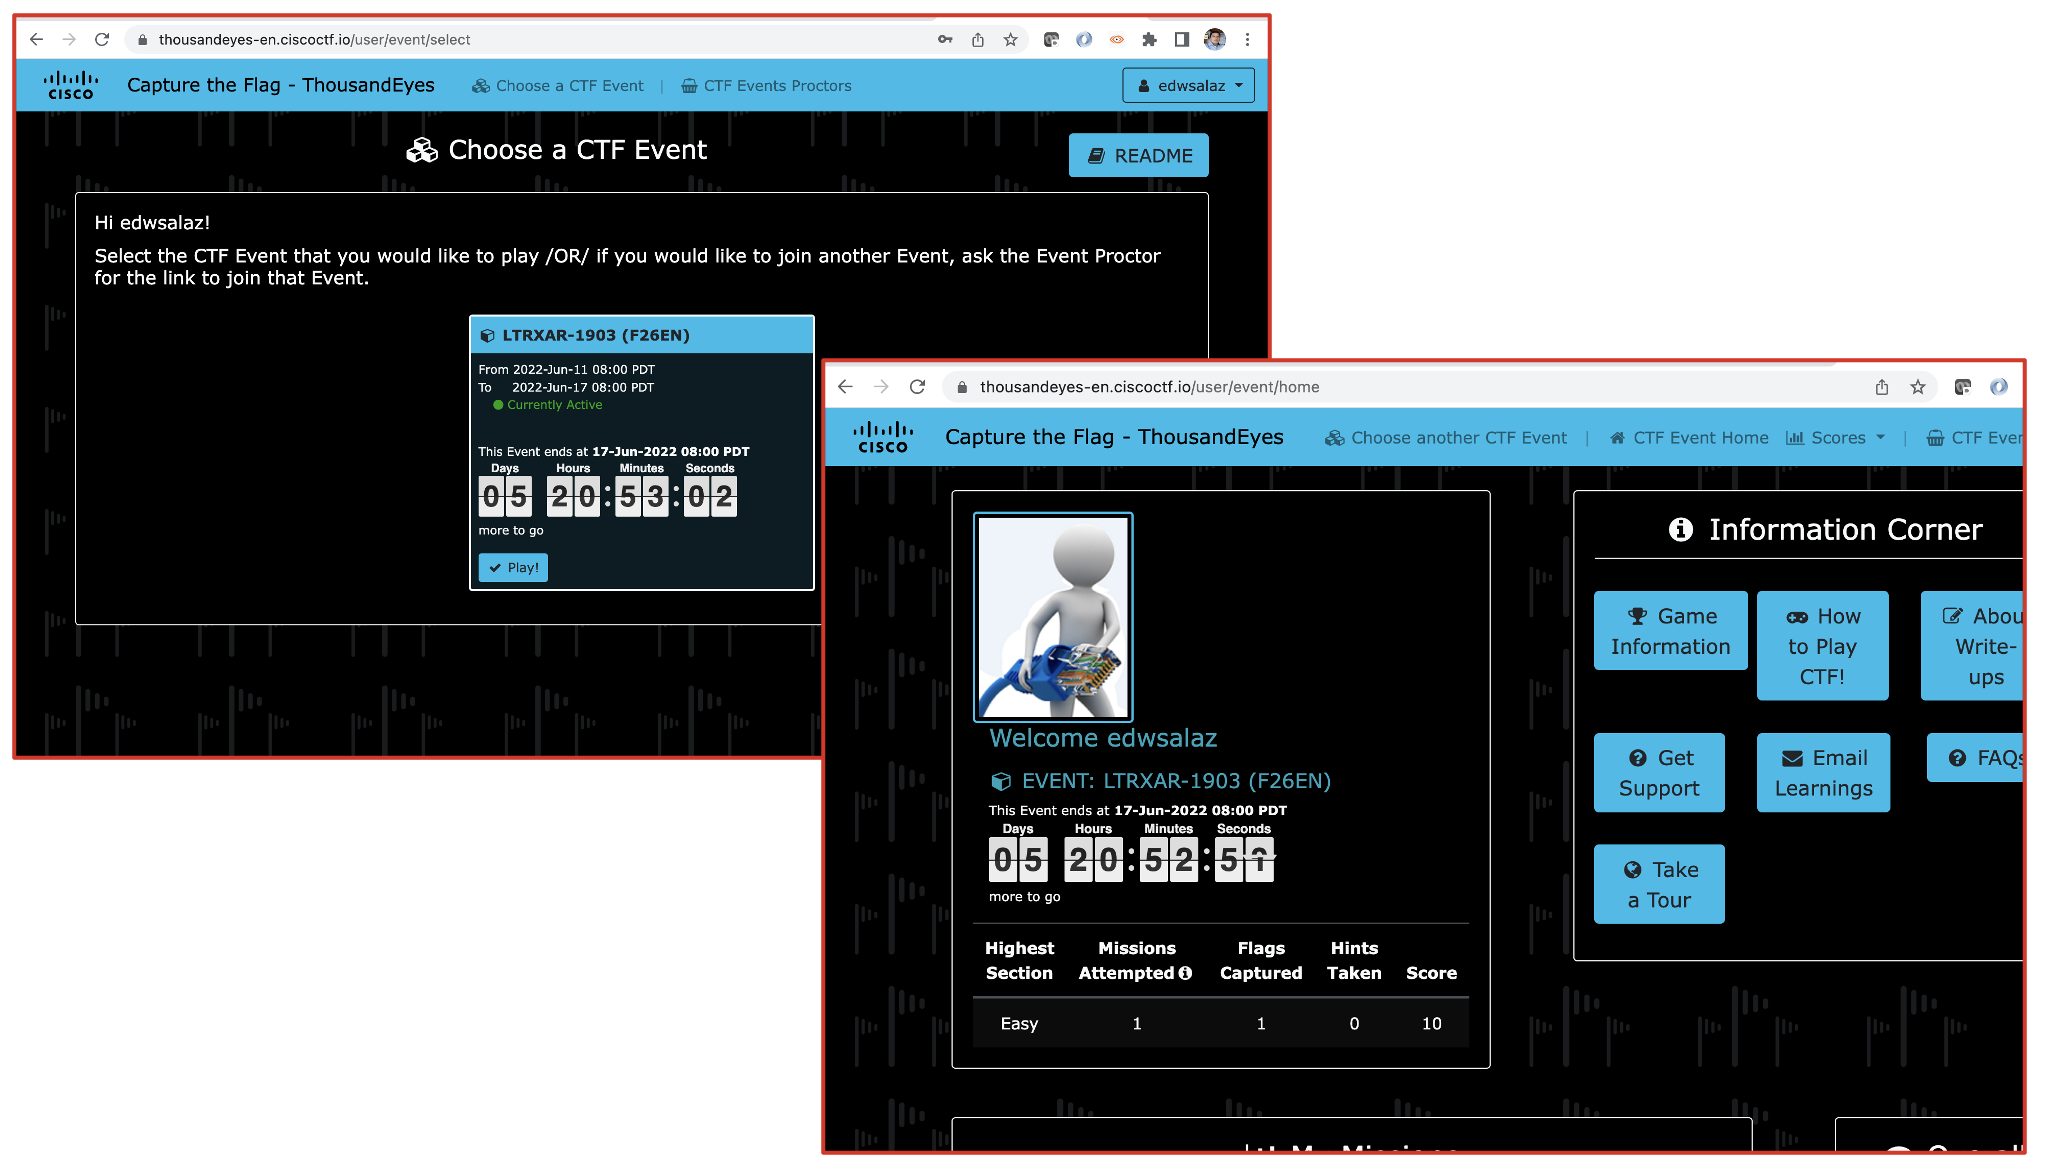 thousandeyes-en.ciscoctf.io/user/event/select
cisco
Capture the Flag - ThousandEyes
Choose a CTF Event | CTF Events Proctors
edwsalaz
Choose a CTF Event
README
Hi edwsalaz!
Select the CTF Event that you would like to play /OR/ if you would like to join another Event, ask the Event Proctor
for the link to join that Event.
LTRXAR-1903 (F26EN)
From 2022-Jun-11 08:00 PDT
To 2022-Jun-17 08:00 PDT
Currently Active
This Event ends at 17-Jun-2022 08:00 PDT
Days Hours Minutes Seconds
05 20:53:02
more to go
Play!
thousandeyes-en.ciscoctf.io/user/event/home
cisco
Capture the Flag - ThousandEyes
Choose another CTF Event | CTF Event Home Scores | CTF Ever
Welcome edwsalaz
EVENT: LTRXAR-1903 (F26EN)
This Event ends at 17-Jun-2022 08:00 PDT
Days Hours Minutes Seconds
05 20:52:5
more to go
Highest
Section
Missions
Attempted
Flags
Captured
Hints
Taken
Score
Easy 1 1 0 10
Information Corner
Game
Information
How
to Play
CTF!
Abou
Write-
ups
Get
Support
Email
Learnings
FAQs
Take
a Tour
My Missions